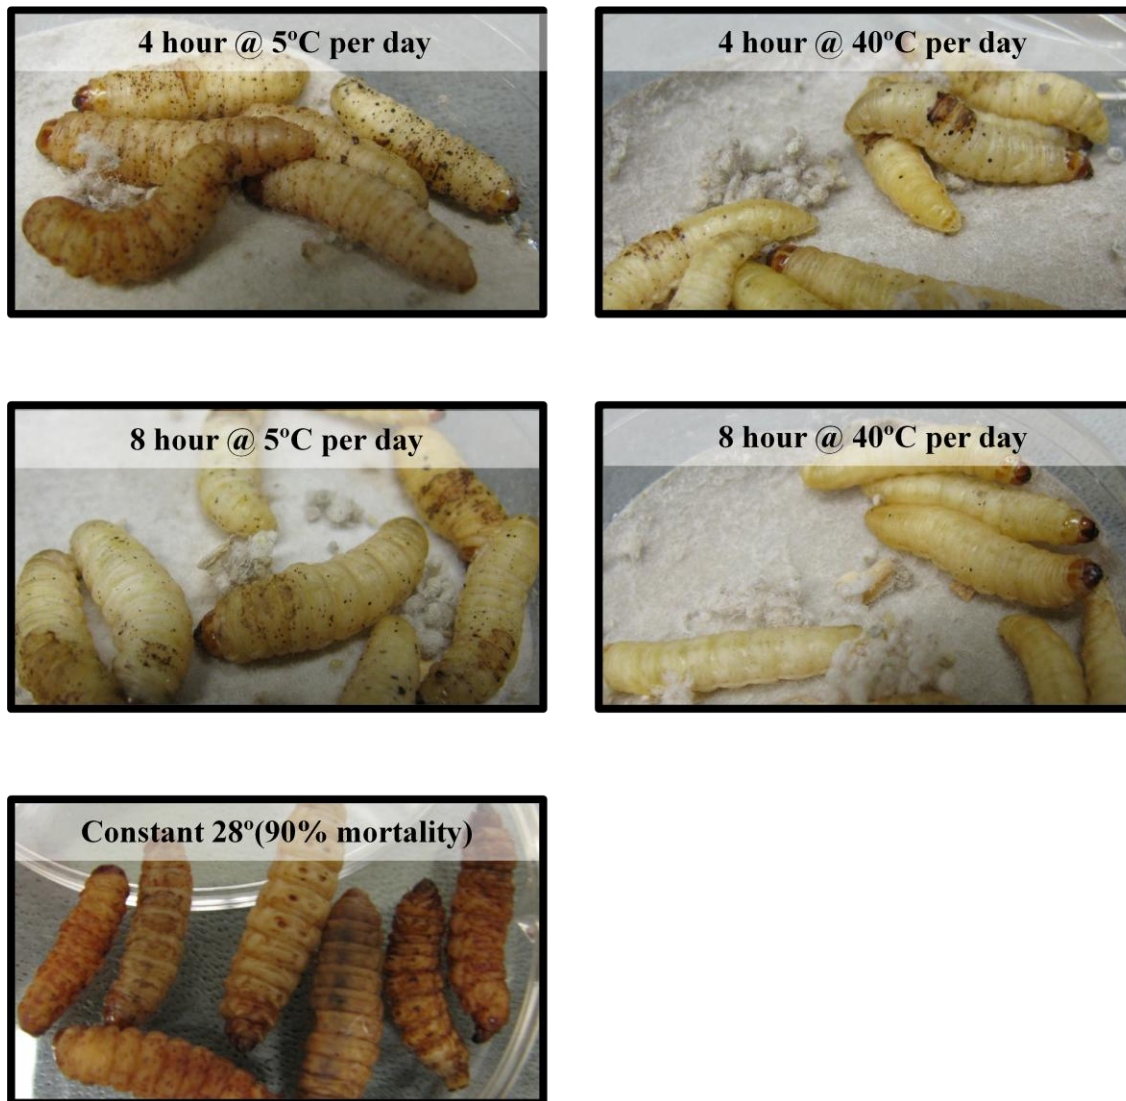 4 hour @ 5ºC per day
4 hour @ 40ºC per day
8 hour @ 5ºC per day
8 hour @ 40ºC per day
Constant 28º(90% mortality)